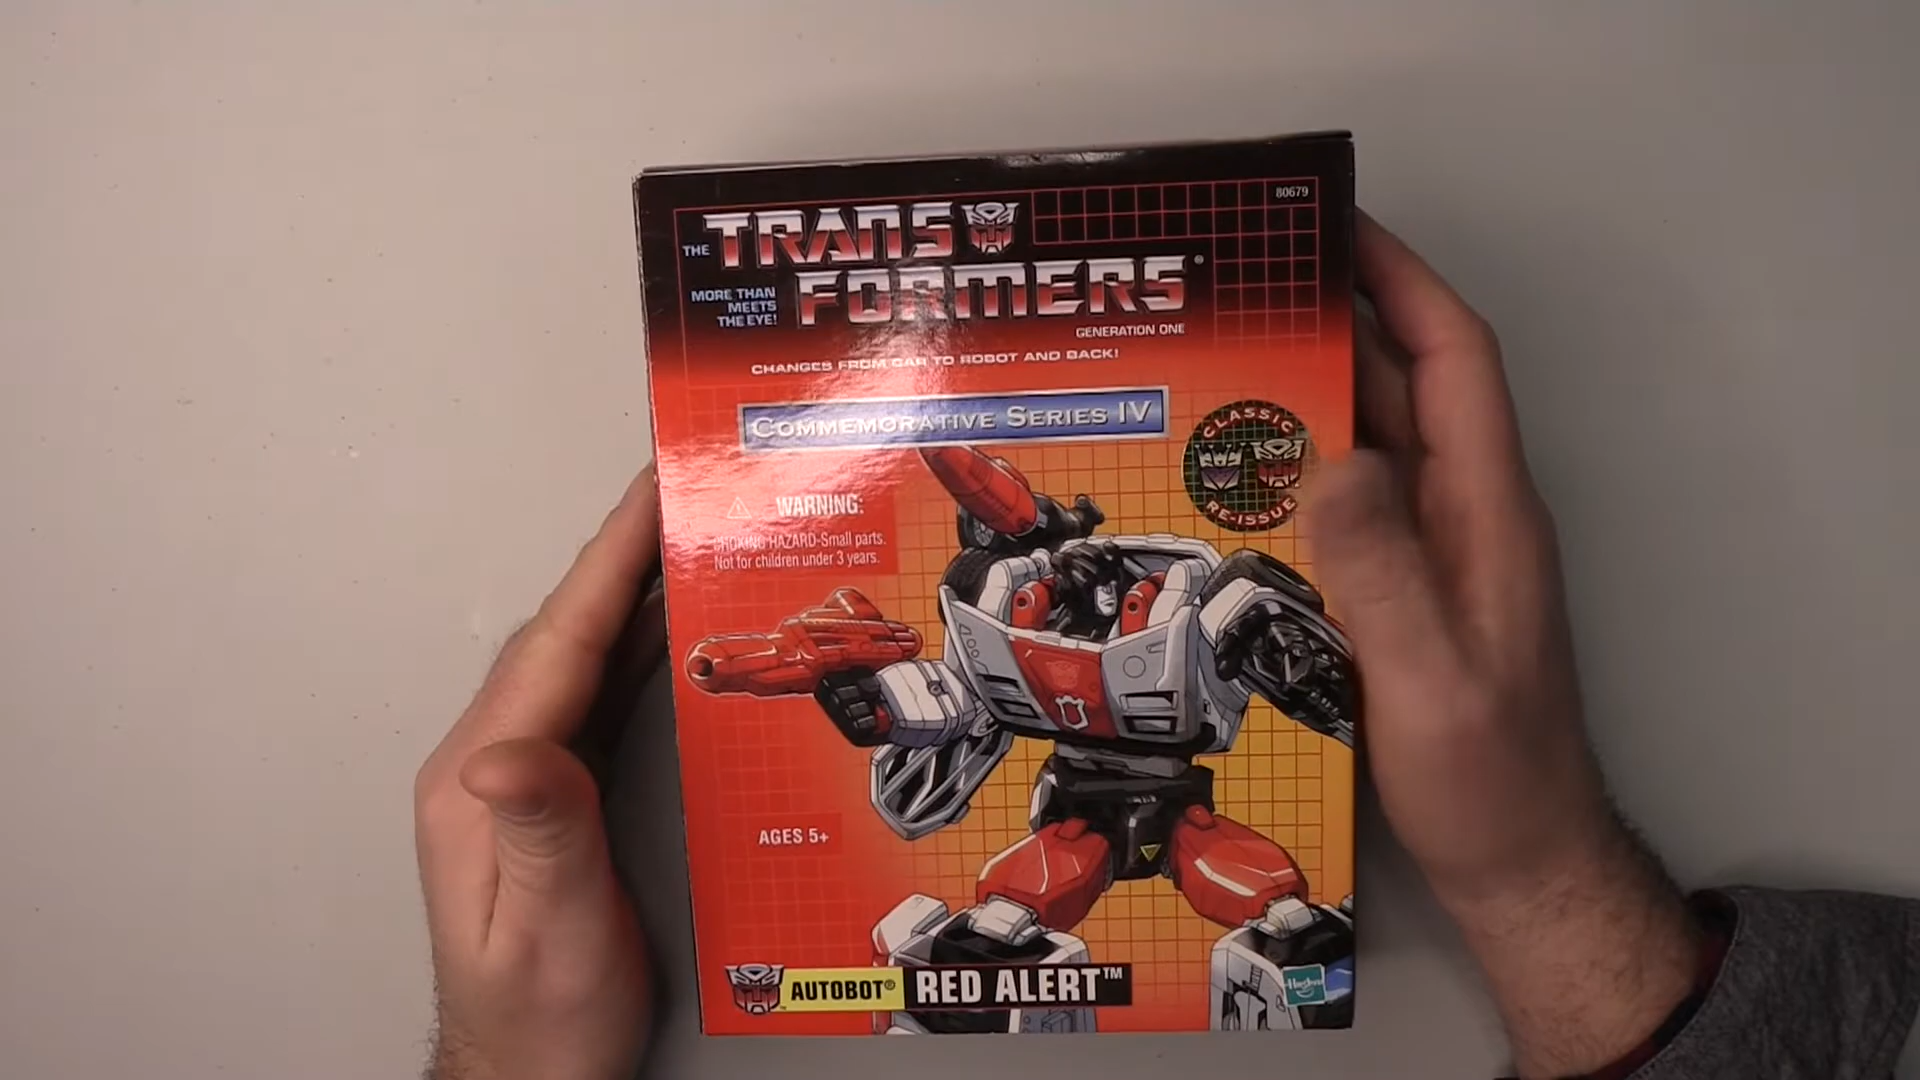 80679
THE TRANS
FORMERS®
MORE THAN
MEETS
THE EYE!
GENERATION ONE
CHANGES FROM CAR TO ROBOT AND BACK!
COMMEMORATIVE SERIES IV
CLASSIC
RE-ISSUE
WARNING:
CHOKING HAZARD-Small parts.
Not for children under 3 years.
AGES 5+
AUTOBOT® RED ALERT™
Hasbro